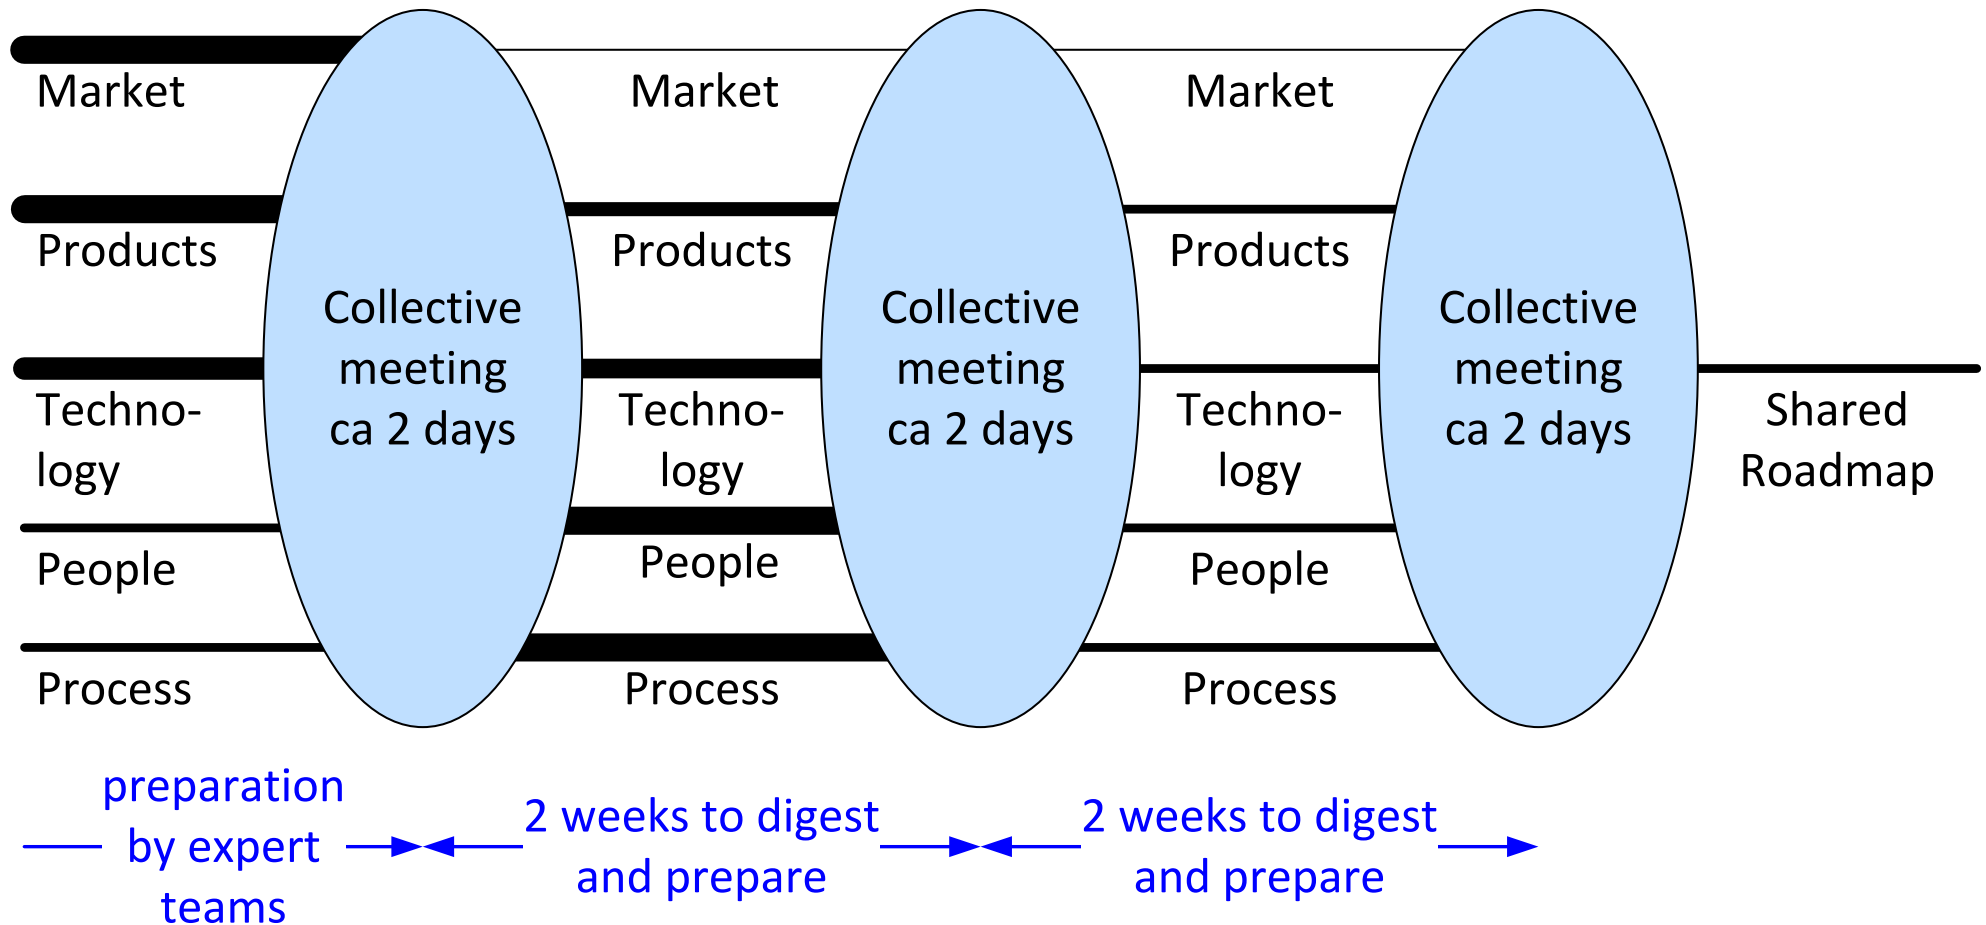 Market
Market
Market
Products
Products
Products
Collective
meeting
ca 2 days
Collective
meeting
ca 2 days
Collective
meeting
ca 2 days
Techno-
logy
Techno-
logy
Techno-
logy
Shared
Roadmap
People
People
People
Process
Process
Process
preparation
by expert
teams
2 weeks to digest
and prepare
2 weeks to digest
and prepare